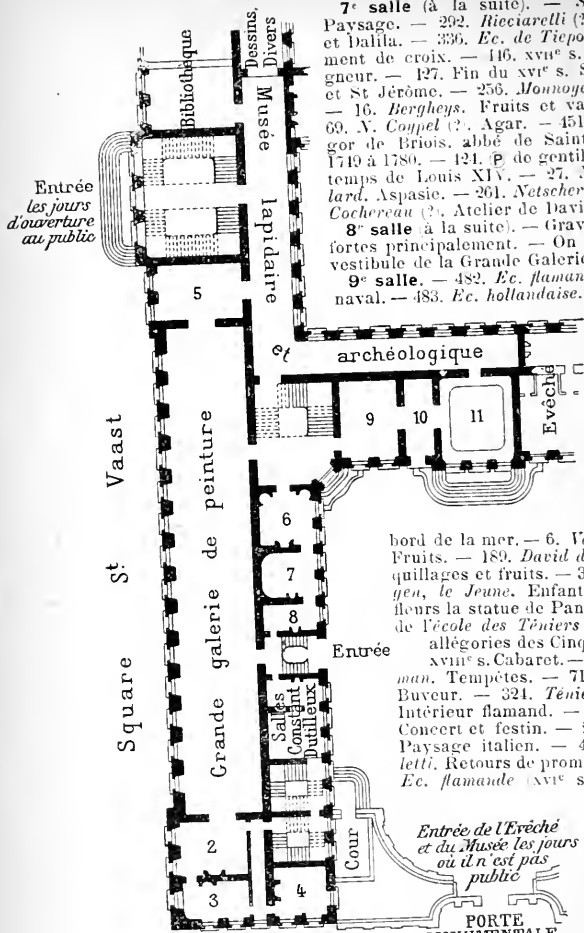 7e salle (à la suite). —
Paysage. — 292. Ricciarelli
et Dalila. — 336. Ec. de Tiepo
ment de croix. — 146. XVIIe s.
gneur. — 127. Fin du XVIe s. S
et St Jérôme. — 256. Monnoye
— 16. Bergheys. Fruits et va
69. N. Coypel (?). Agar. — 451
gor de Briois. abbé de Saint
1749 à 1780. — 124. P de gentil
temps de Louis XIV. — 27.
lard. Aspasie. — 261. Netscher
Cochereau (?). Atelier de Davi
8e salle (à la suite). — Grav
fortes principalement. — On
vestibule de la Grande Galerie
9e salle. — 482. Ec. flaman
naval. — 483. Ec. hollandaise.
Bibliothèque
Dessins,
Divers
Musée
lapidaire
et
archéologique
Entrée
les jours
d'ouverture
au public
5
9
10
11
Evêché
Square St Vaast
Grande galerie de peinture
6
7
8
Entrée
Salles
Constant
Dutilleux
2
3
4
Cour
bord de la mer. — 6.
Fruits. — 189. David d
quillages et fruits. — 3
gen, le Jeune. Enfant
fleurs la statue de Pan
de l'école des Téniers
allégories des Cinq
XVIIIe s. Cabaret. —
man. Tempêtes. — 71
Buveur. — 324. Ténie
Intérieur flamand. —
Concert et festin. —
Paysage italien. — 4
letti. Retours de prom
Ec. flamande (XVIe s
Entrée de l'Evêché
et du Musée les jours
où il n'est pas
public
PORTE
MONUMENTALE